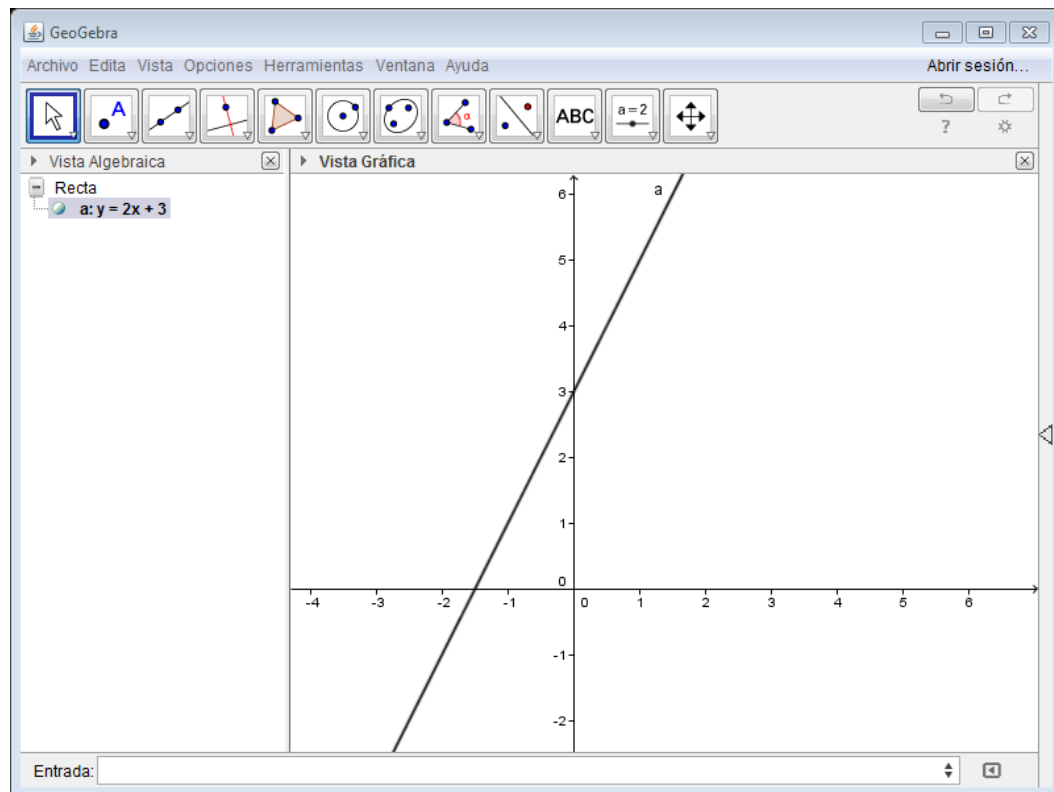 GeoGebra
Archivo Edita Vista Opciones Herramientas Ventana Ayuda Abrir sesión...
A α ABC a=2 ?
Vista Algebraica Vista Gráfica
Recta
a: y = 2x + 3
a
6
5
4
3
2
1
0
-4 -3 -2 -1 0 1 2 3 4 5 6
-1
-2
Entrada: